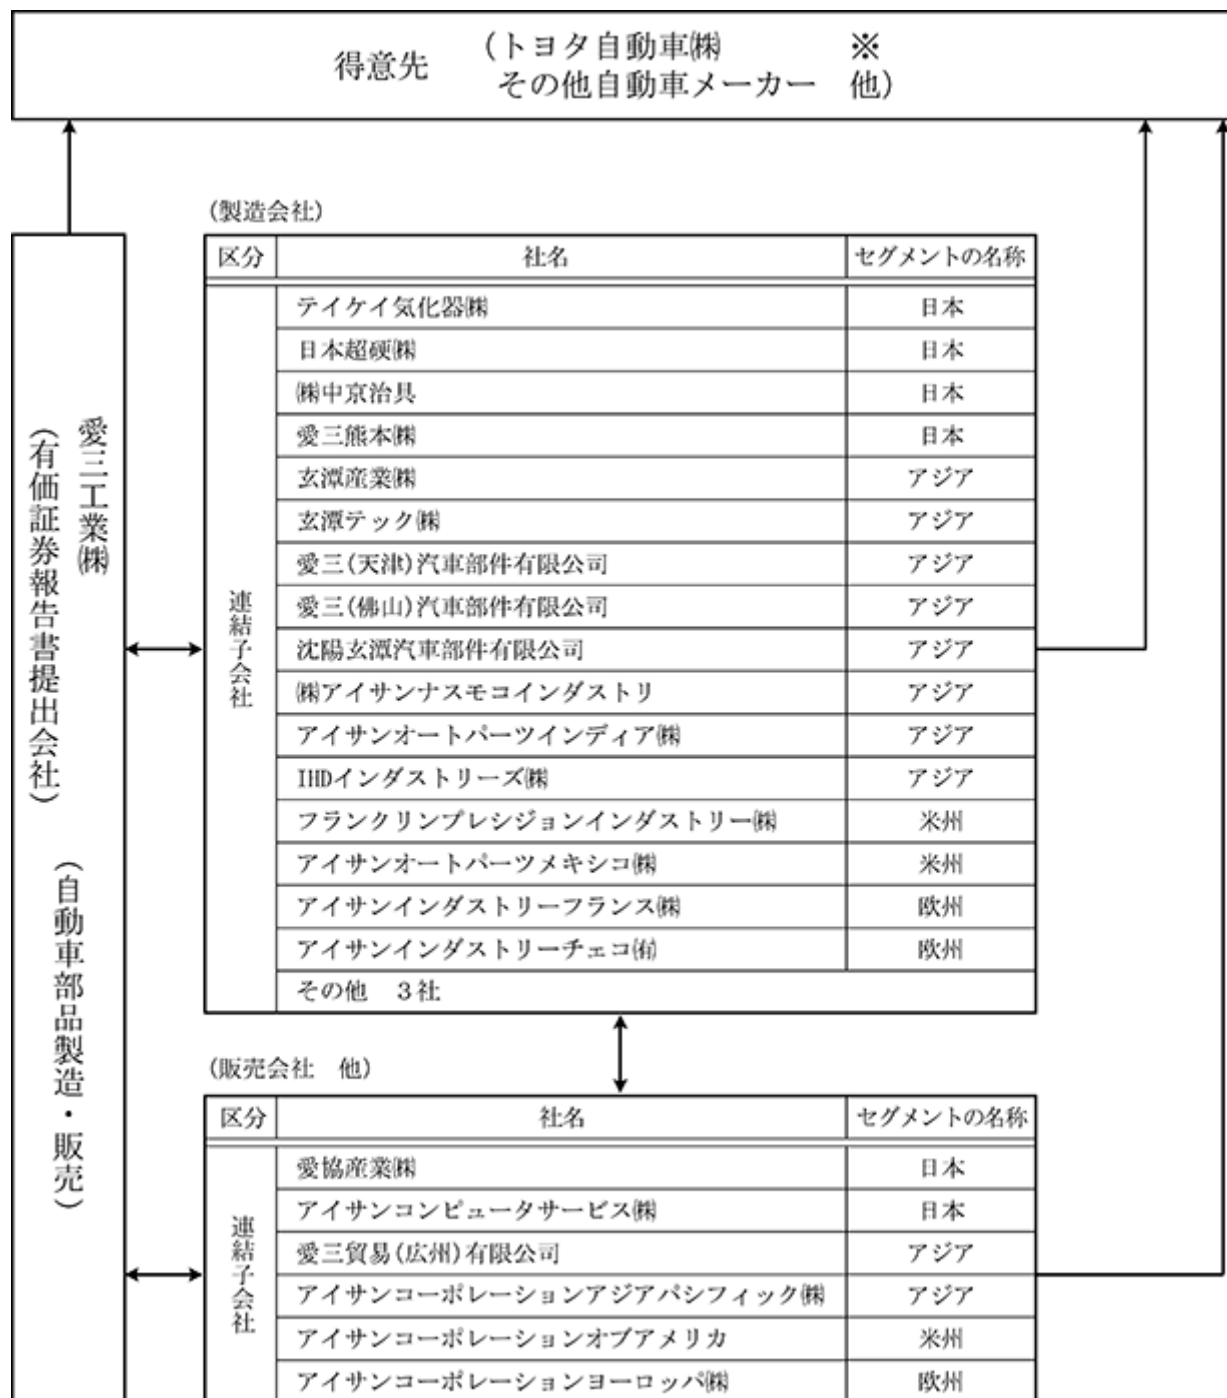 得意先 (トヨタ自動車㈱ ※
その他自動車メーカー 他)
愛三工業㈱
(有価証券報告書提出会社)
(自動車部品製造・販売)
(製造会社)
区分 社名 セグメントの名称
連結子会社
テイケイ気化器㈱ 日本
日本超硬㈱ 日本
㈱中京治具 日本
愛三熊本㈱ 日本
玄潭産業㈱ アジア
玄潭テック㈱ アジア
愛三(天津)汽車部件有限公司 アジア
愛三(佛山)汽車部件有限公司 アジア
沈陽玄潭汽車部件有限公司 アジア
㈱アイサンナスモコインダストリ アジア
アイサンオートパーツインディア㈱ アジア
IHDインダストリーズ㈱ アジア
フランクリンプレシジョンインダストリー㈱ 米州
アイサンオートパーツメキシコ㈱ 米州
アイサンインダストリーフランス㈱ 欧州
アイサンインダストリーチェコ㈲ 欧州
その他 3社
(販売会社 他)
区分 社名 セグメントの名称
連結子会社
愛協産業㈱ 日本
アイサンコンピュータサービス㈱ 日本
愛三貿易(広州)有限公司 アジア
アイサンコーポレーションアジアパシフィック㈱ アジア
アイサンコーポレーションオブアメリカ 米州
アイサンコーポレーションヨーロッパ㈱ 欧州